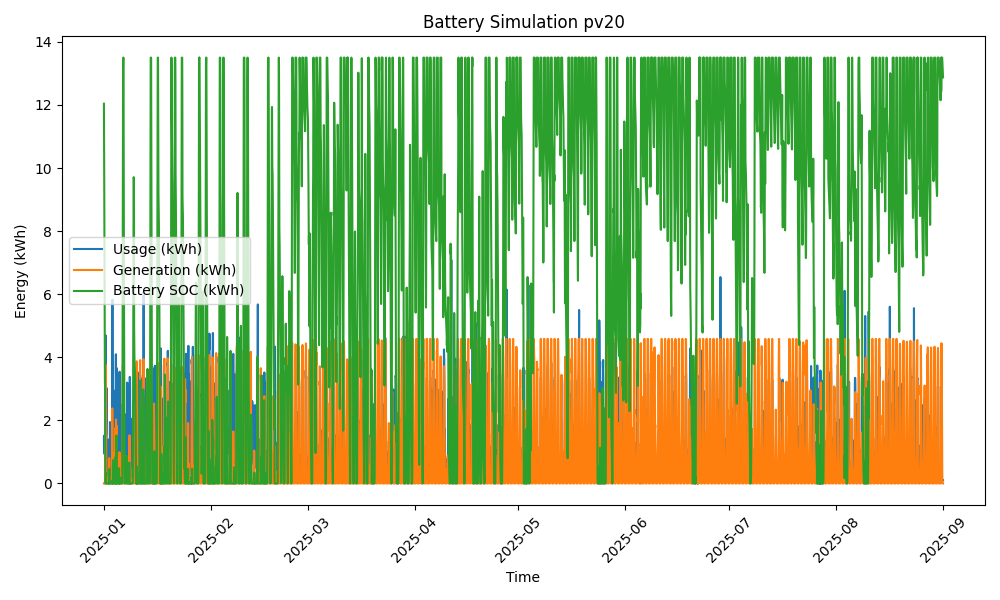 Battery Simulation pv20
Energy (kWh)
14
12
10
8
6
4
2
0
Usage (kWh)
Generation (kWh)
Battery SOC (kWh)
2025-01
2025-02
2025-03
2025-04
2025-05
2025-06
2025-07
2025-08
2025-09
Time